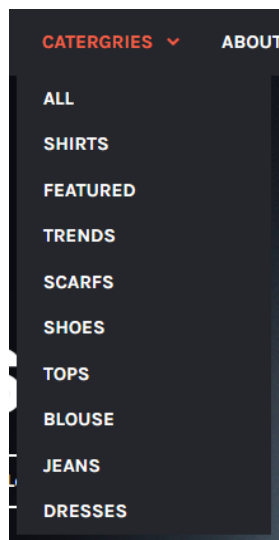 CATERGRIES ABOUT
ALL
SHIRTS
FEATURED
TRENDS
SCARFS
SHOES
TOPS
BLOUSE
JEANS
DRESSES